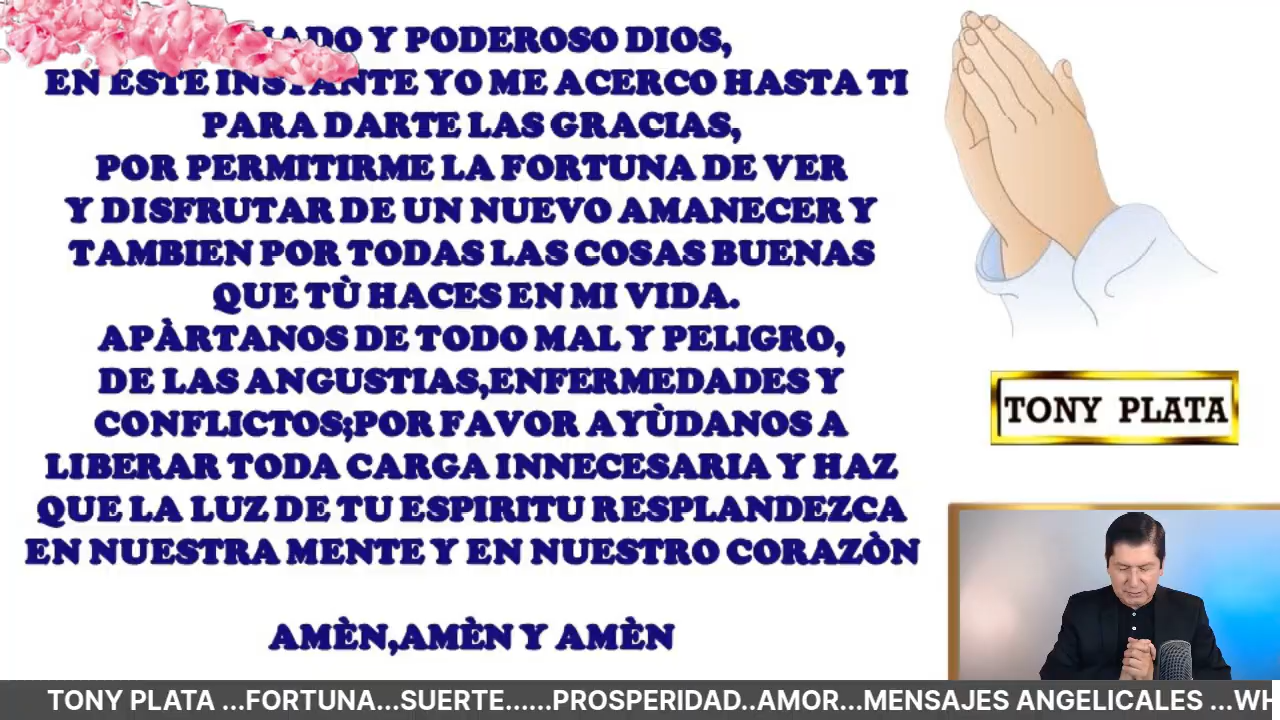 Y PODEROSO DIOS,
EN ESTE INSTANTE YO ME ACERCO HASTA TI
PARA DARTE LAS GRACIAS,
POR PERMITIRME LA FORTUNA DE VER
Y DISFRUTAR DE UN NUEVO AMANECER Y
TAMBIEN POR TODAS LAS COSAS BUENAS
QUE TÙ HACES EN MI VIDA.
APÀRTANOS DE TODO MAL Y PELIGRO,
DE LAS ANGUSTIAS,ENFERMEDADES Y
CONFLICTOS;POR FAVOR AYÙDANOS A
LIBERAR TODA CARGA INNECESARIA Y HAZ
QUE LA LUZ DE TU ESPIRITU RESPLANDEZCA
EN NUESTRA MENTE Y EN NUESTRO CORAZÒN
AMÈN,AMÈN Y AMÈN
TONY PLATA
TONY PLATA ...FORTUNA...SUERTE......PROSPERIDAD..AMOR...MENSAJES ANGELICALES ...WH